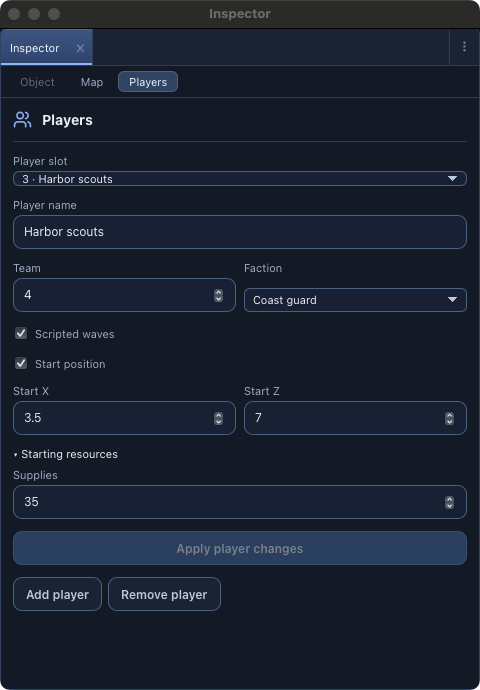 Inspector
Inspector
Object Map Players
Players
Player slot
3 · Harbor scouts
Player name
Harbor scouts
Team Faction
4 Coast guard
Scripted waves
Start position
Start X Start Z
3.5 7
Starting resources
Supplies
35
Apply player changes
Add player Remove player